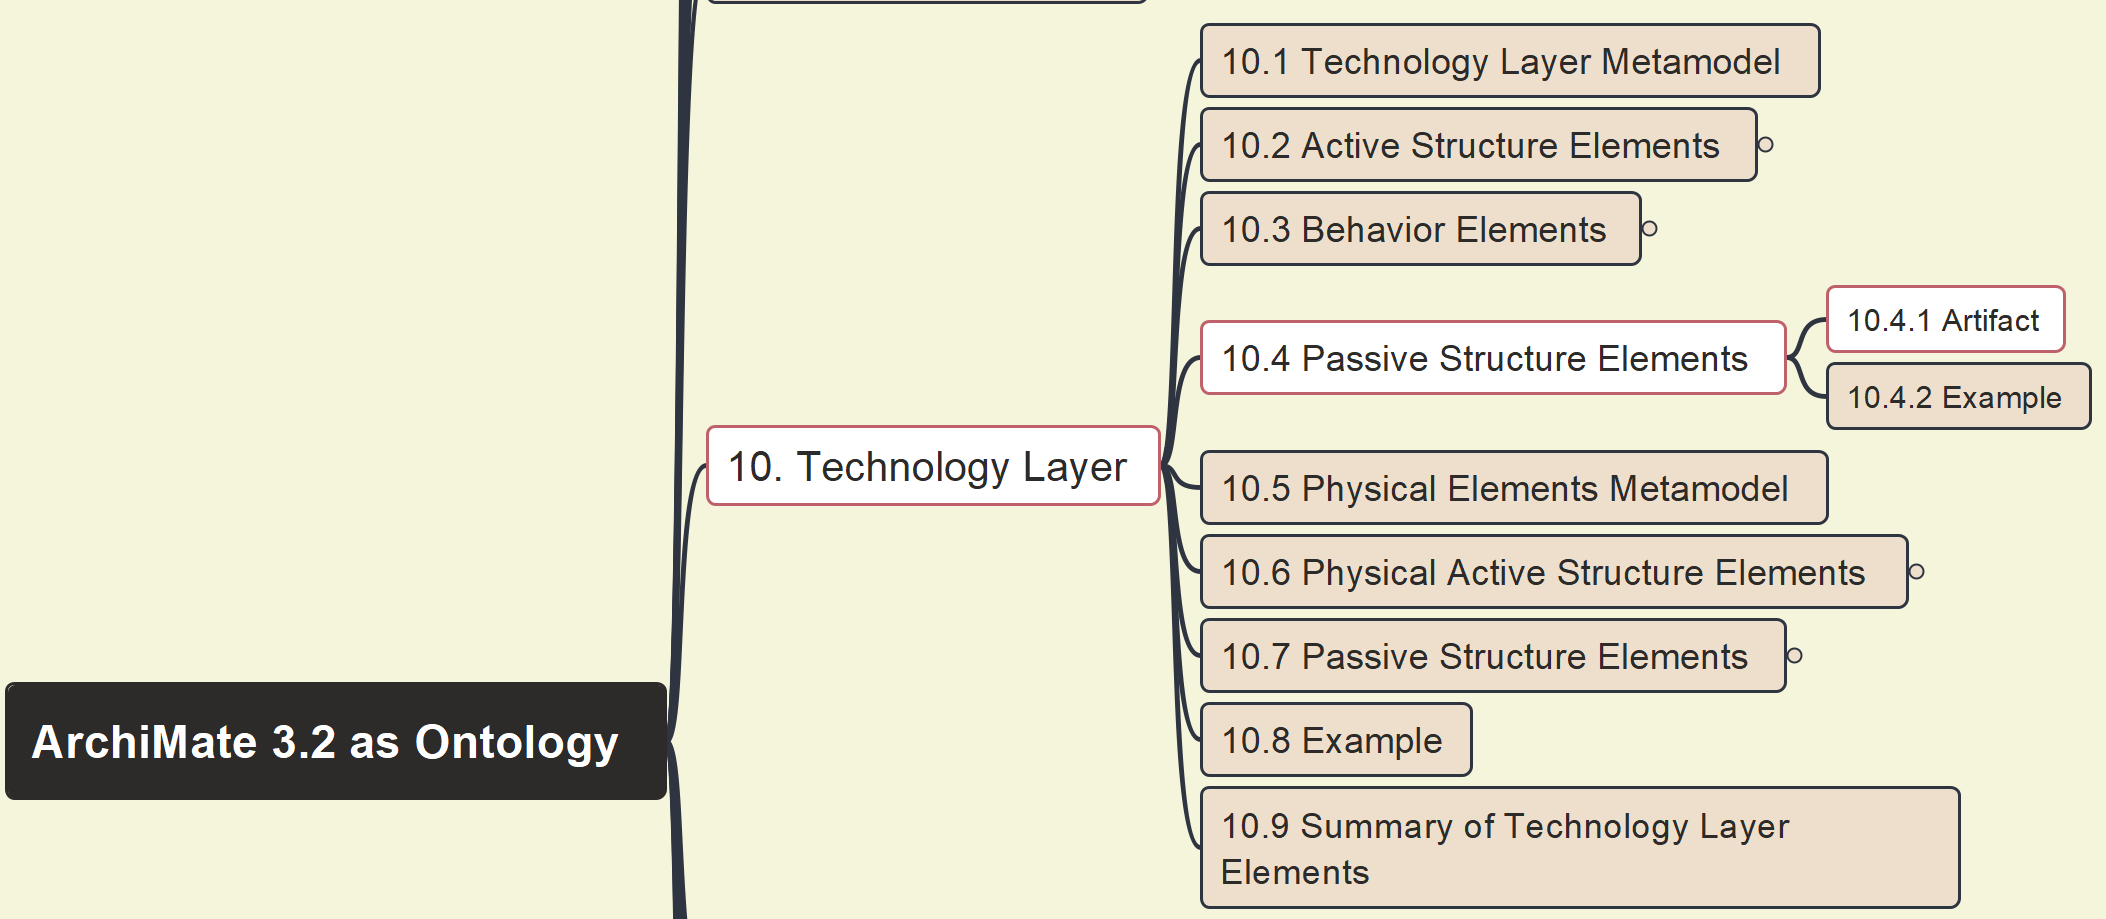 10.1 Technology Layer Metamodel
10.2 Active Structure Elements
10.3 Behavior Elements
10.4 Passive Structure Elements
10.4.1 Artifact
10.4.2 Example
10. Technology Layer
10.5 Physical Elements Metamodel
10.6 Physical Active Structure Elements
10.7 Passive Structure Elements
ArchiMate 3.2 as Ontology
10.8 Example
10.9 Summary of Technology Layer
Elements